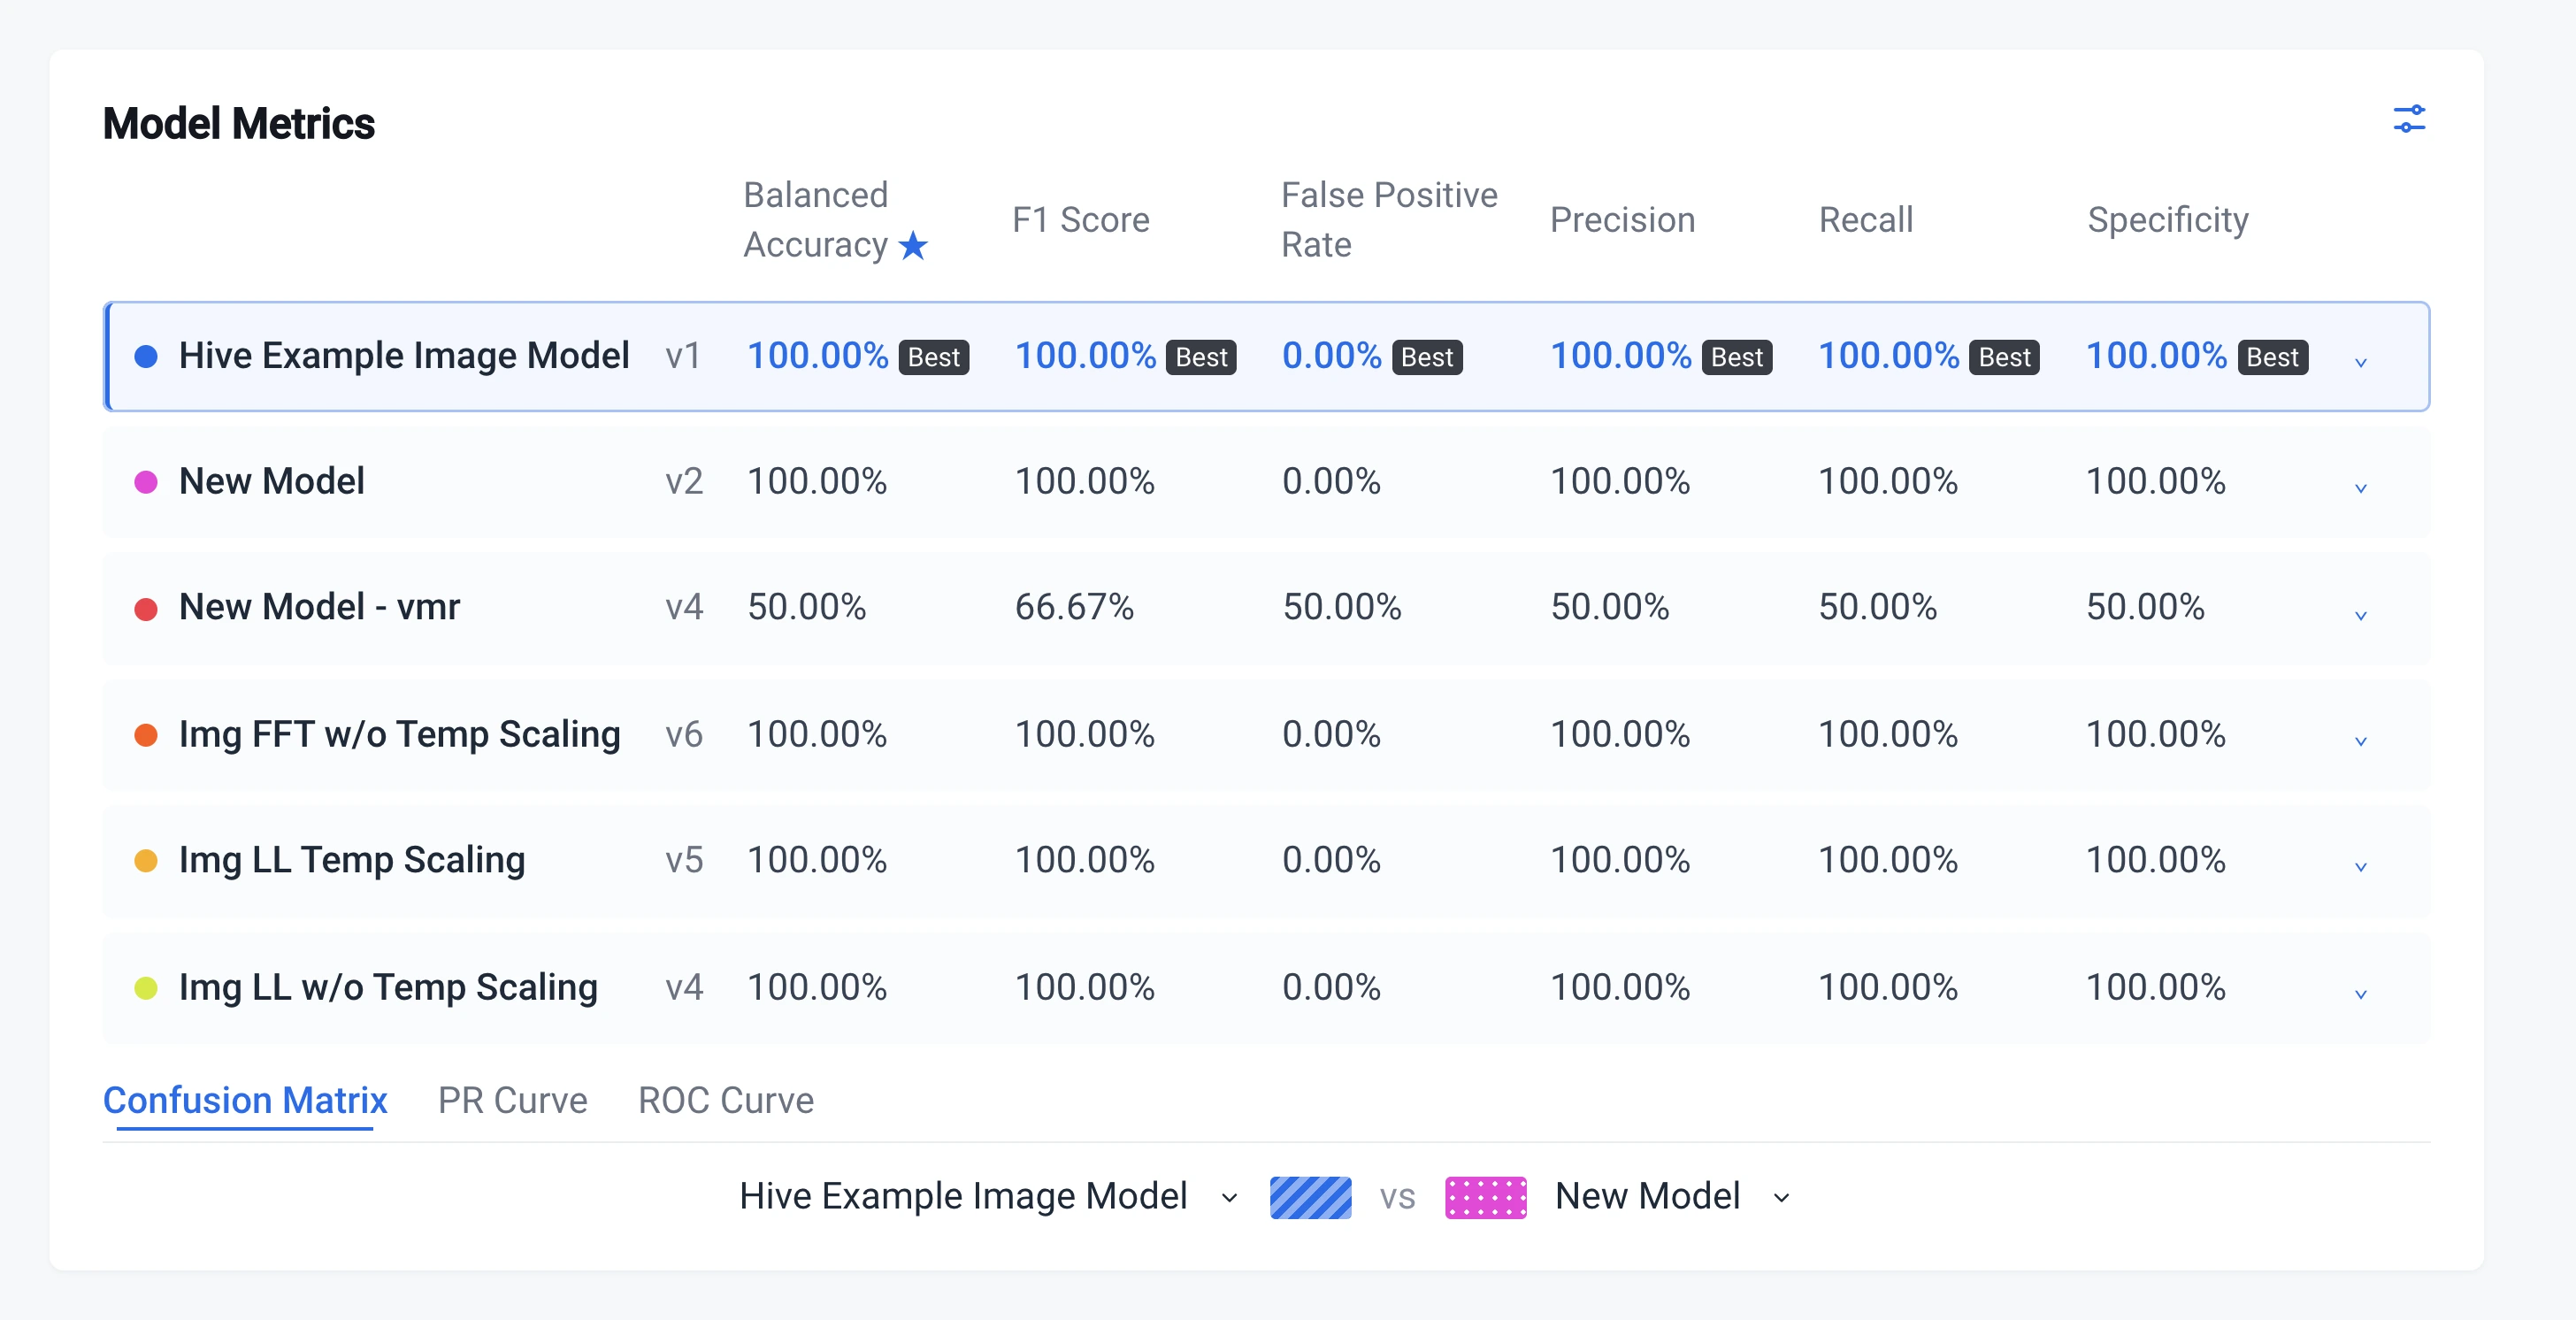 Model Metrics
Balanced Accuracy F1 Score False Positive Rate Precision Recall Specificity
Hive Example Image Model v1 100.00% Best 100.00% Best 0.00% Best 100.00% Best 100.00% Best 100.00% Best
New Model v2 100.00% 100.00% 0.00% 100.00% 100.00% 100.00%
New Model - vmr v4 50.00% 66.67% 50.00% 50.00% 50.00% 50.00%
Img FFT w/o Temp Scaling v6 100.00% 100.00% 0.00% 100.00% 100.00% 100.00%
Img LL Temp Scaling v5 100.00% 100.00% 0.00% 100.00% 100.00% 100.00%
Img LL w/o Temp Scaling v4 100.00% 100.00% 0.00% 100.00% 100.00% 100.00%
Confusion Matrix PR Curve ROC Curve
Hive Example Image Model vs New Model